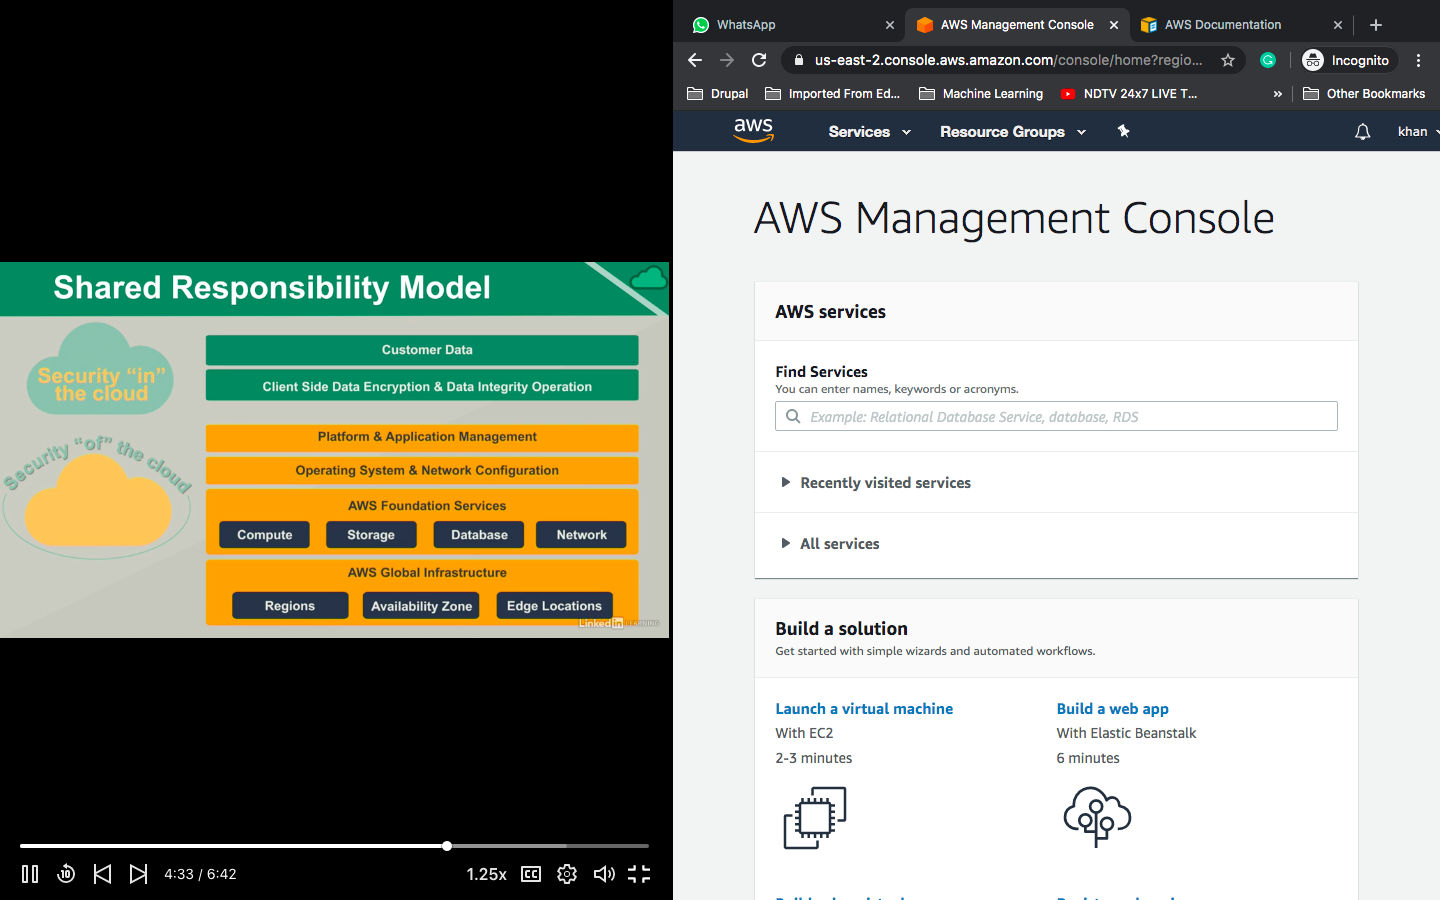 Shared Responsibility Model
Security “in”
the cloud
Customer Data
Client Side Data Encryption & Data Integrity Operation
Security “of” the cloud
Platform & Application Management
Operating System & Network Configuration
AWS Foundation Services
Compute
Storage
Database
Network
AWS Global Infrastructure
Regions
Availability Zone
Edge Locations
Linked in LEARNING
10
4:33 / 6:42
1.25x
CC
WhatsApp
AWS Management Console
AWS Documentation
us-east-2.console.aws.amazon.com/console/home?regio...
Incognito
Drupal
Imported From Ed...
Machine Learning
NDTV 24x7 LIVE T...
»
Other Bookmarks
aws
Services
Resource Groups
khan
AWS Management Console
AWS services
Find Services
You can enter names, keywords or acronyms.
Example: Relational Database Service, database, RDS
Recently visited services
All services
Build a solution
Get started with simple wizards and automated workflows.
Launch a virtual machine
With EC2
2-3 minutes
Build a web app
With Elastic Beanstalk
6 minutes